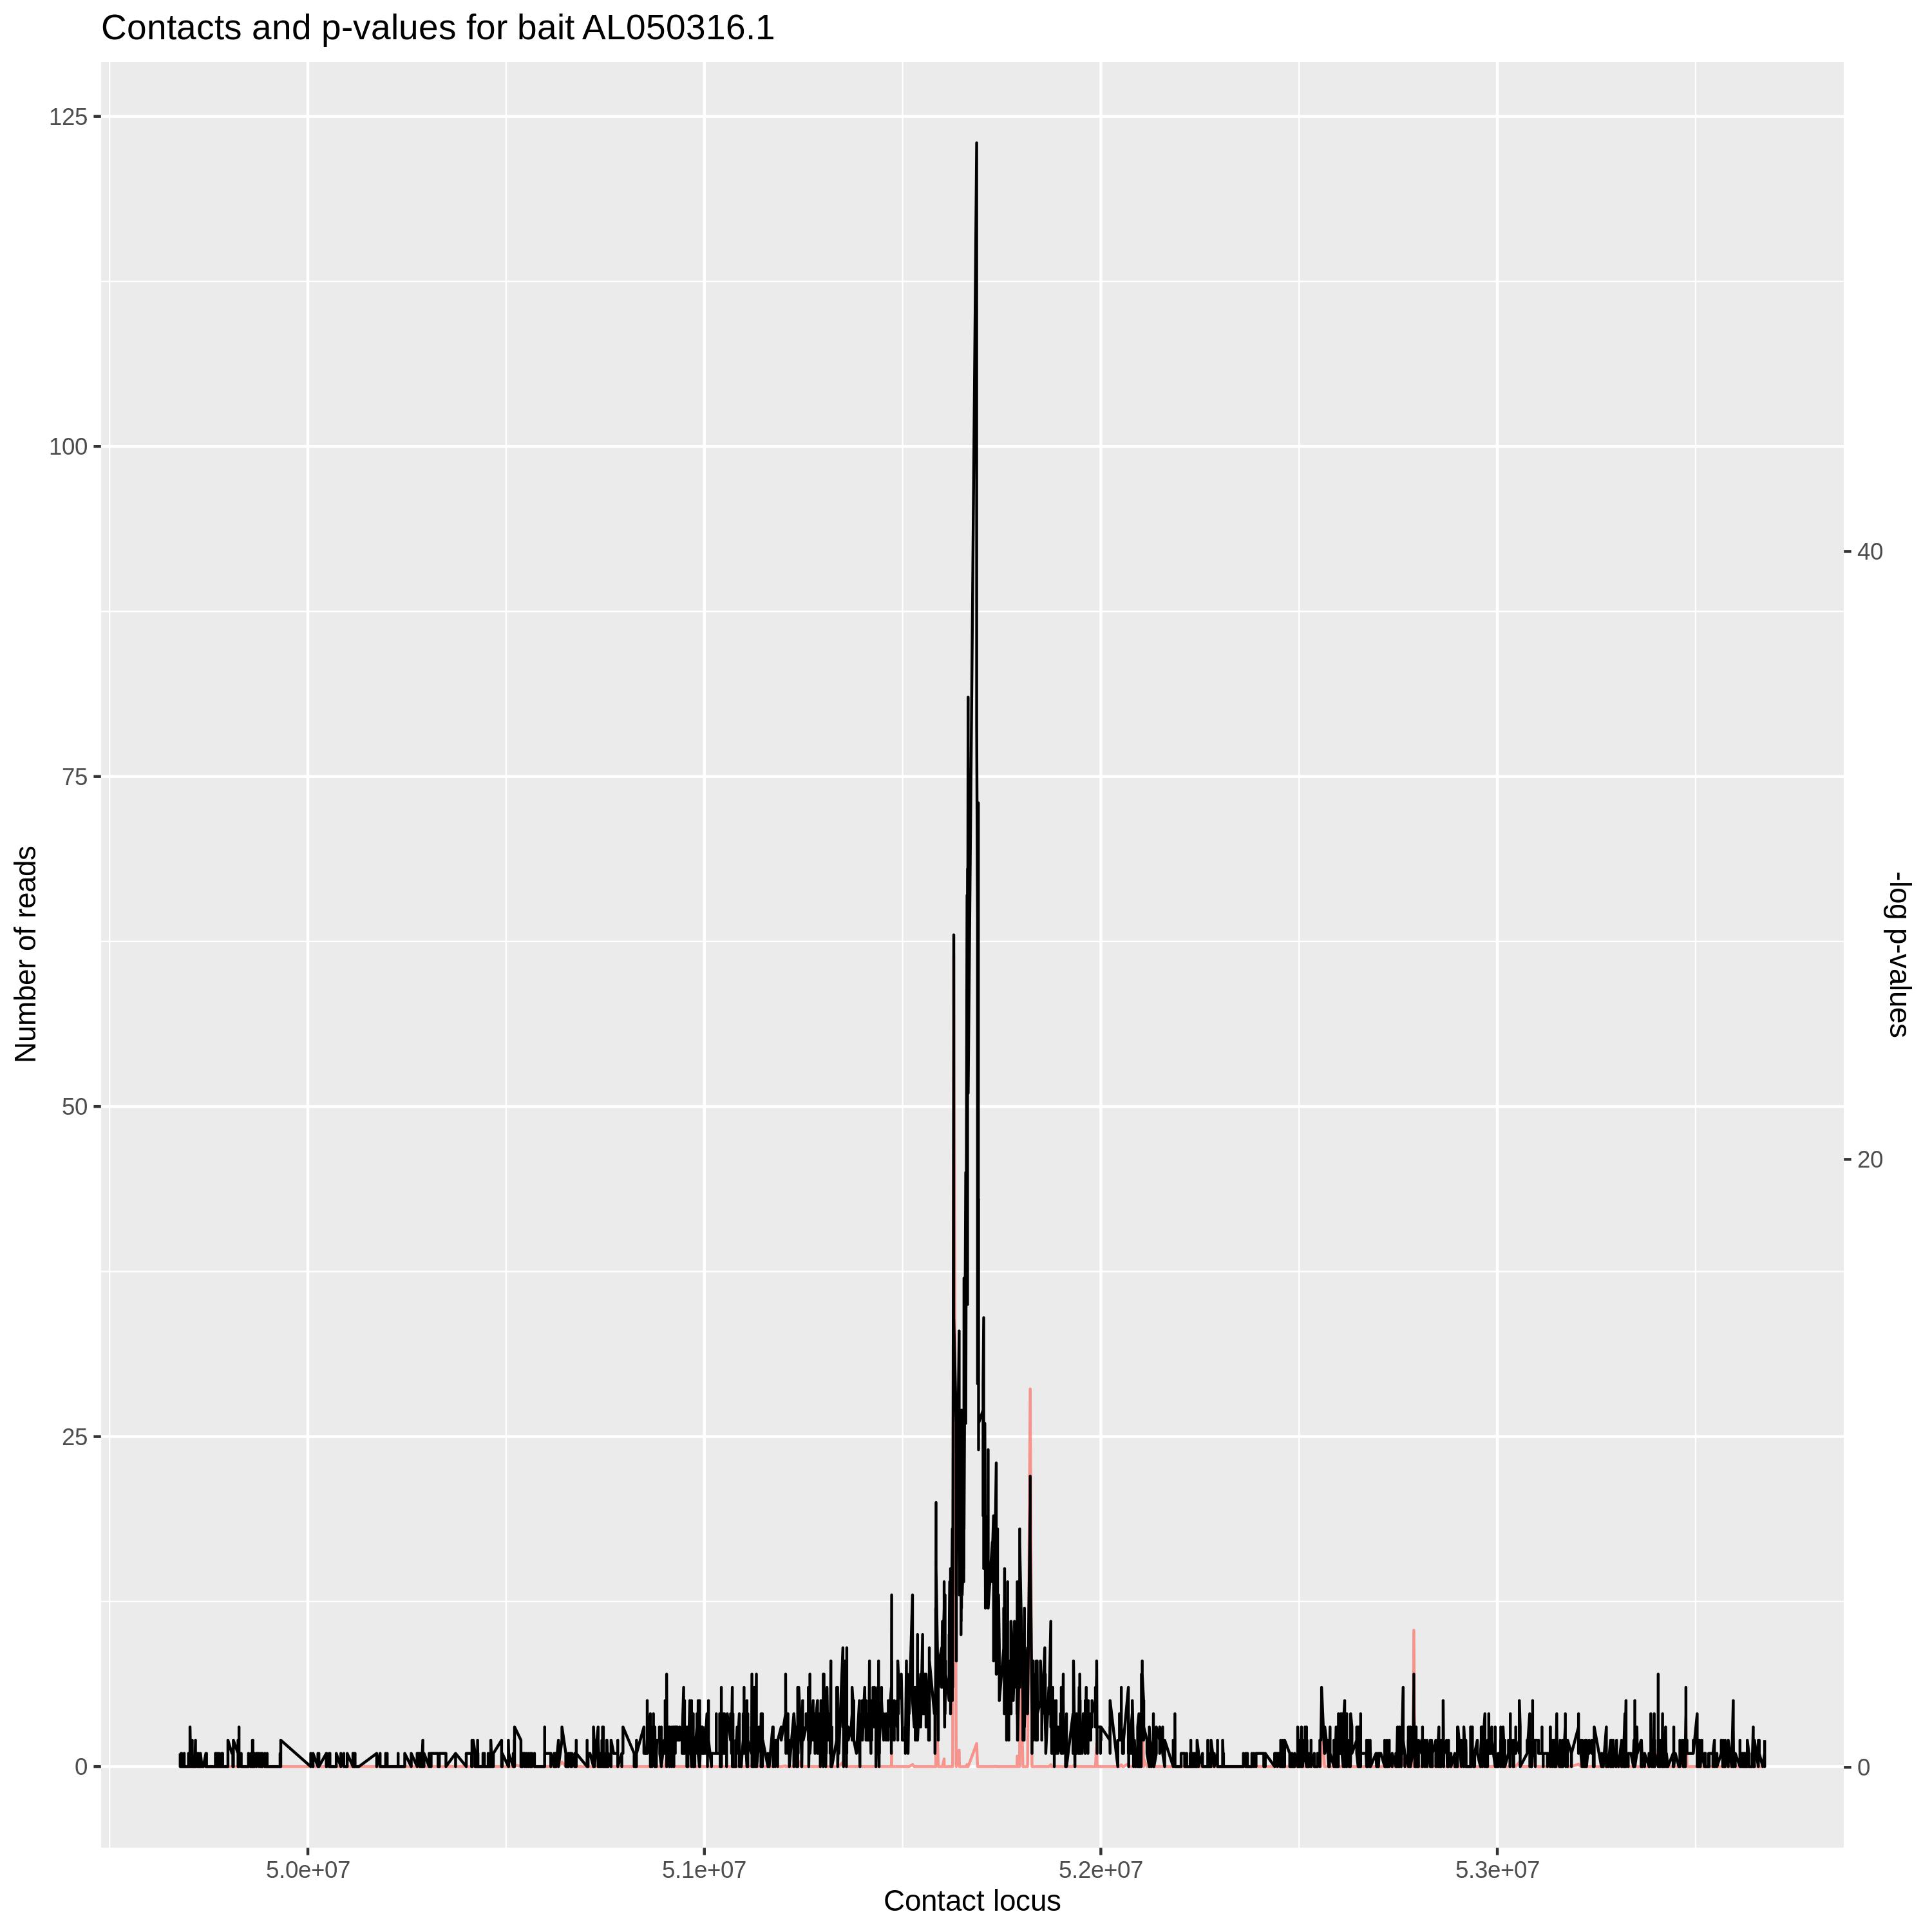 Contacts and p-values for bait AL050316.1
125
100
75
50
25
0
Number of reads
40
20
0
-log p-values
5.0e+07
5.1e+07
5.2e+07
5.3e+07
Contact locus